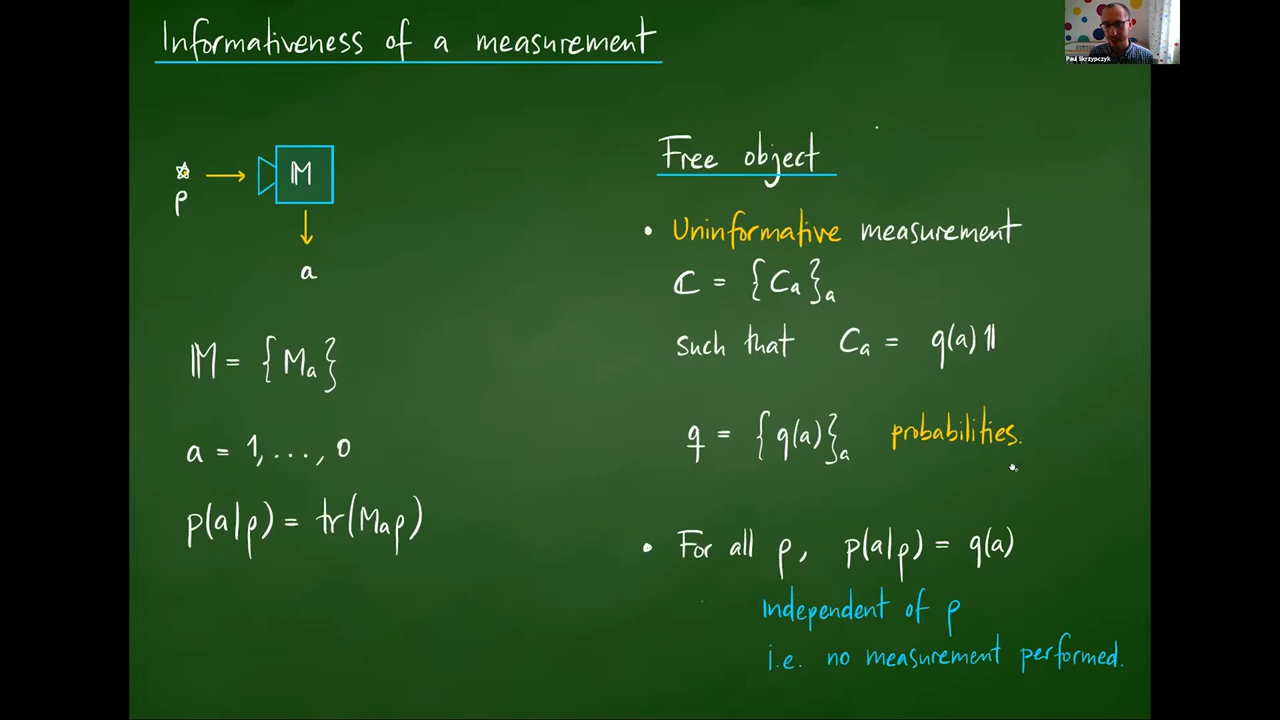 Informativeness of a measurement
Paul Skrzypczyk
ρ
𝕄
a
𝕄 = {Mₐ}
a = 1, ..., o
p(a|ρ) = tr(Mₐρ)
Free object
• Uninformative measurement
ℂ = {Cₐ}ₐ
such that Cₐ = q(a) 𝟙
q = {q(a)}ₐ probabilities.
• For all ρ, p(a|ρ) = q(a)
independent of ρ
i.e. no measurement performed.